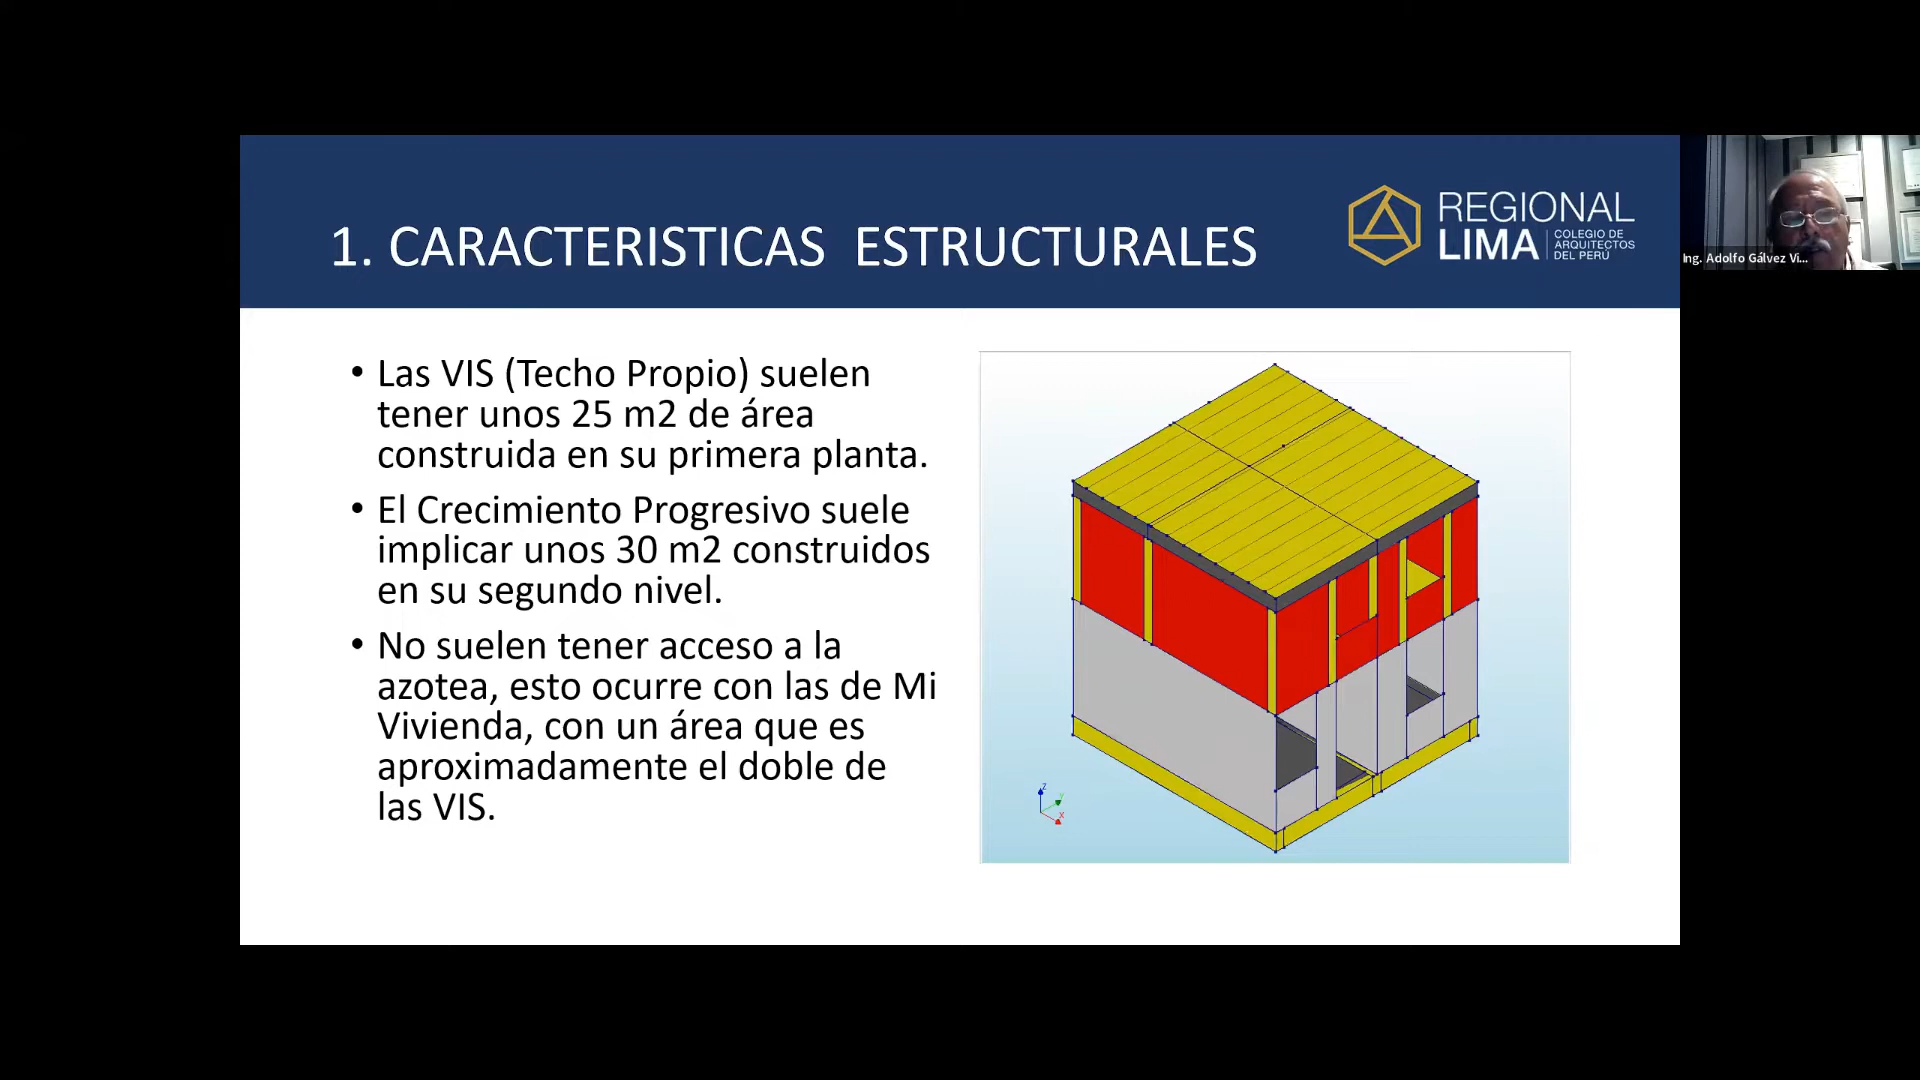 1. CARACTERISTICAS ESTRUCTURALES
REGIONAL
LIMA
COLEGIO DE
ARQUITECTOS
DEL PERÚ
Ing. Adolfo Gálvez Vi...
• Las VIS (Techo Propio) suelen
tener unos 25 m2 de área
construida en su primera planta.
• El Crecimiento Progresivo suele
implicar unos 30 m2 construidos
en su segundo nivel.
• No suelen tener acceso a la
azotea, esto ocurre con las de Mi
Vivienda, con un área que es
aproximadamente el doble de
las VIS.
Z
Y
X